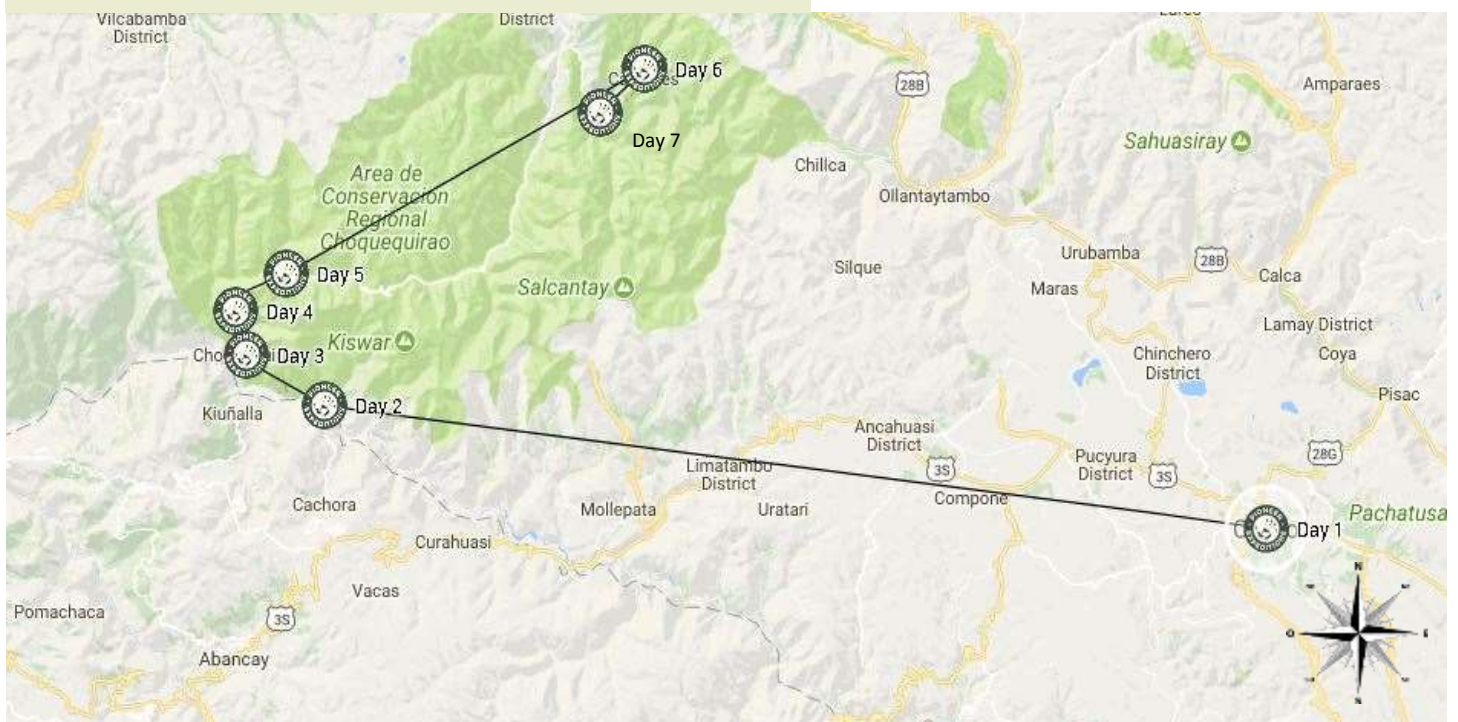 Vilcabamba
District
District
Amparaes
28B
Day 6
Day 7
Sahuasiray
Chillca
Ollantaytambo
Area de
Conservación
Regional
Choquequirao
Urubamba
28B
Silque
Calca
Maras
Day 5
Salcantay
Day 4
Lamay District
Kiswar
Day 3
Chinchero
District
Coya
Pisac
Kiuñalla
Day 2
Ancahuasi
District
Pucyura
District
28G
Limatambo
District
3S
3S
Compone
Cachora
Mollepata
Uratari
Pachatusa
Day 1
Curahuasi
N
Vacas
Pomachaca
3S
O
E
Abancay
S
PIONEER
EXPEDITIONS